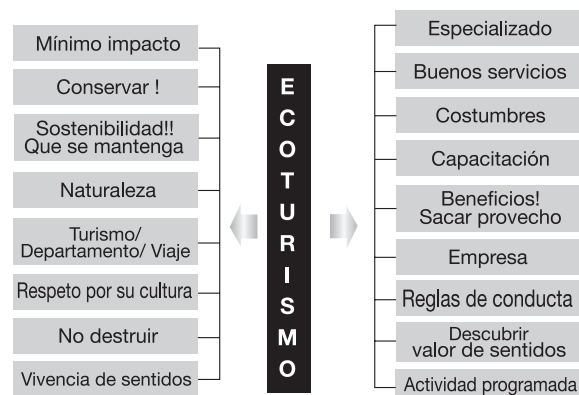 Mínimo impacto
Conservar !
Sostenibilidad!!
Que se mantenga
Naturaleza
Turismo/
Departamento/ Viaje
Respeto por su cultura
No destruir
Vivencia de sentidos
ECOTURISMO
Especializado
Buenos servicios
Costumbres
Capacitación
Beneficios!
Sacar provecho
Empresa
Reglas de conducta
Descubrir
valor de sentidos
Actividad programada